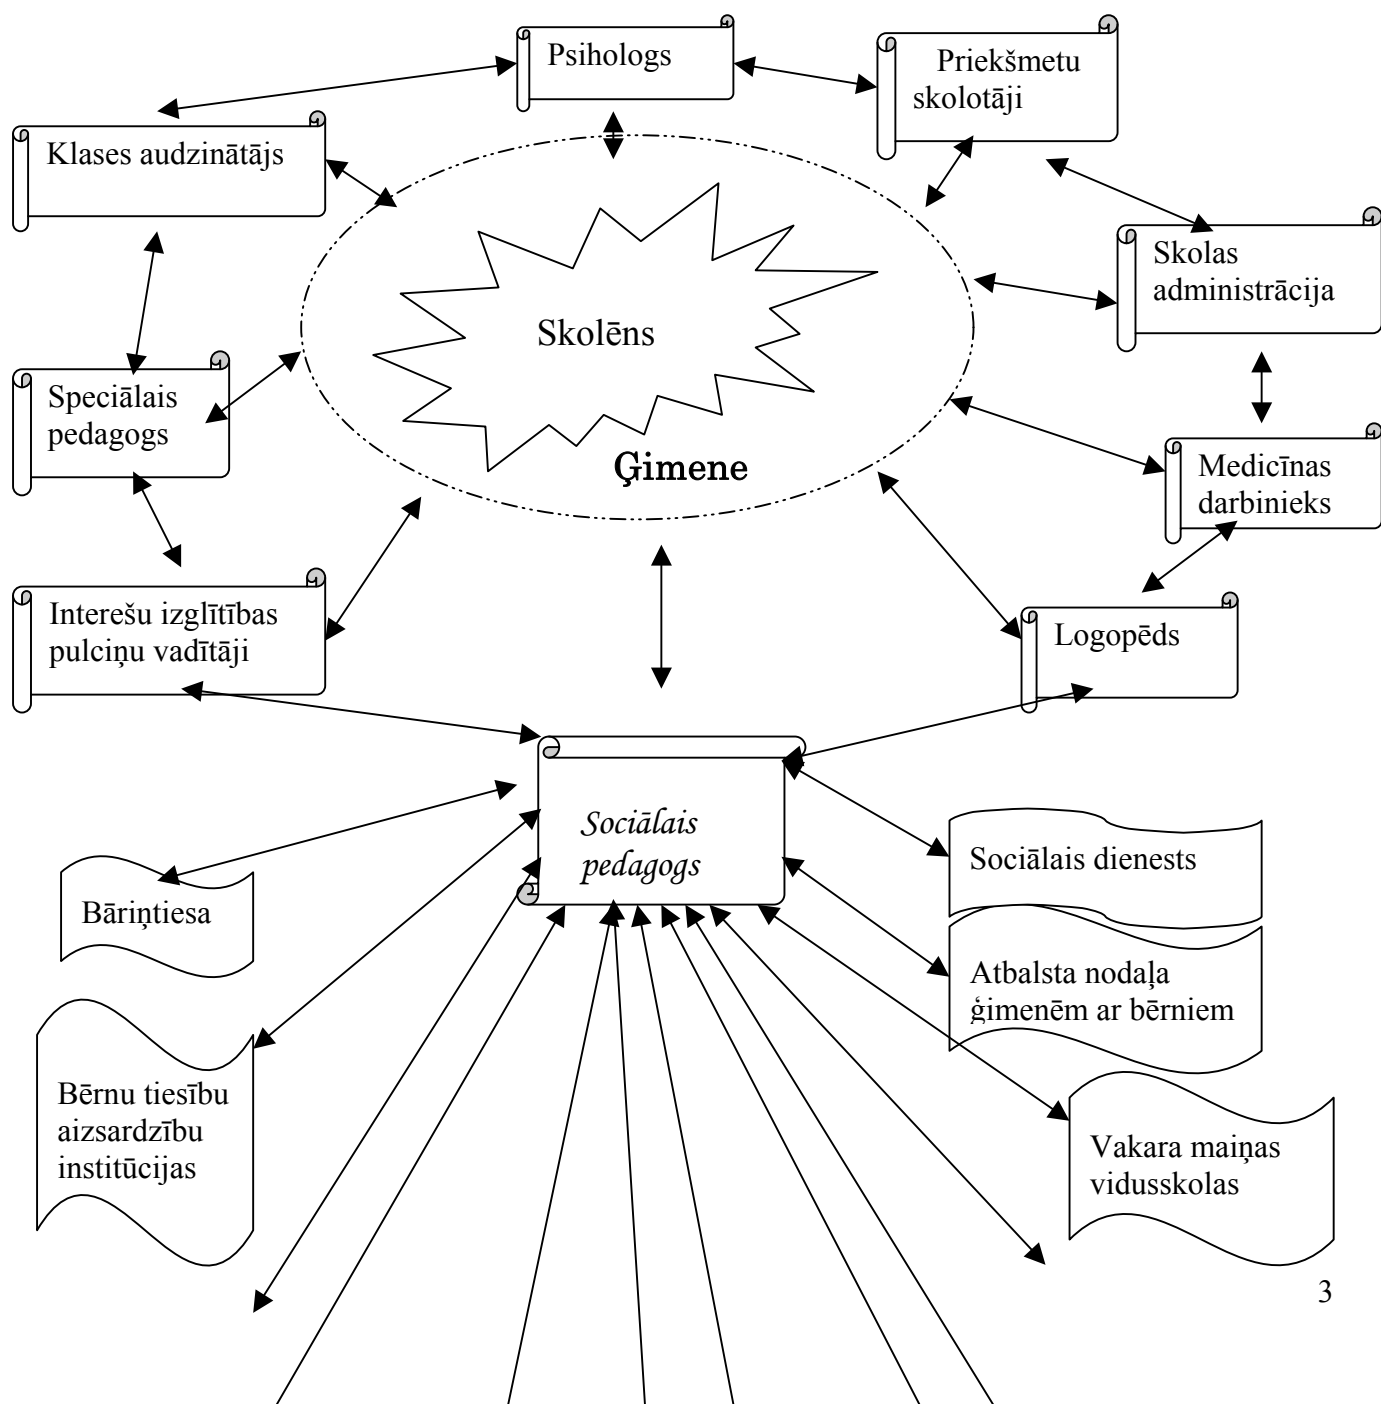 Psihologs
Priekšmetu
skolotāji
Klases audzinātājs
Skolas
administrācija
Skolēns
Speciālais
pedagogs
Ģimene
Medicīnas
darbinieks
Interešu izglītības
pulciņu vadītāji
Logopēds
Sociālais
pedagogs
Sociālais dienests
Bāriņtiesa
Atbalsta nodaļa
ģimenēm ar bērniem
Bērnu tiesību
aizsardzību
institūcijas
Vakara maiņas
vidusskolas
3